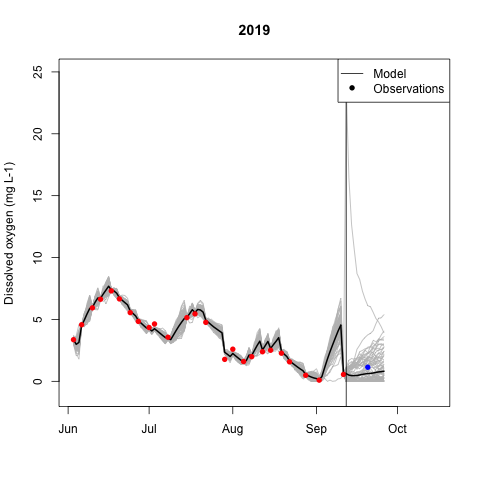 2019
Dissolved oxygen (mg L-1)
25
20
15
10
5
0
Model
Observations
Jun
Jul
Aug
Sep
Oct